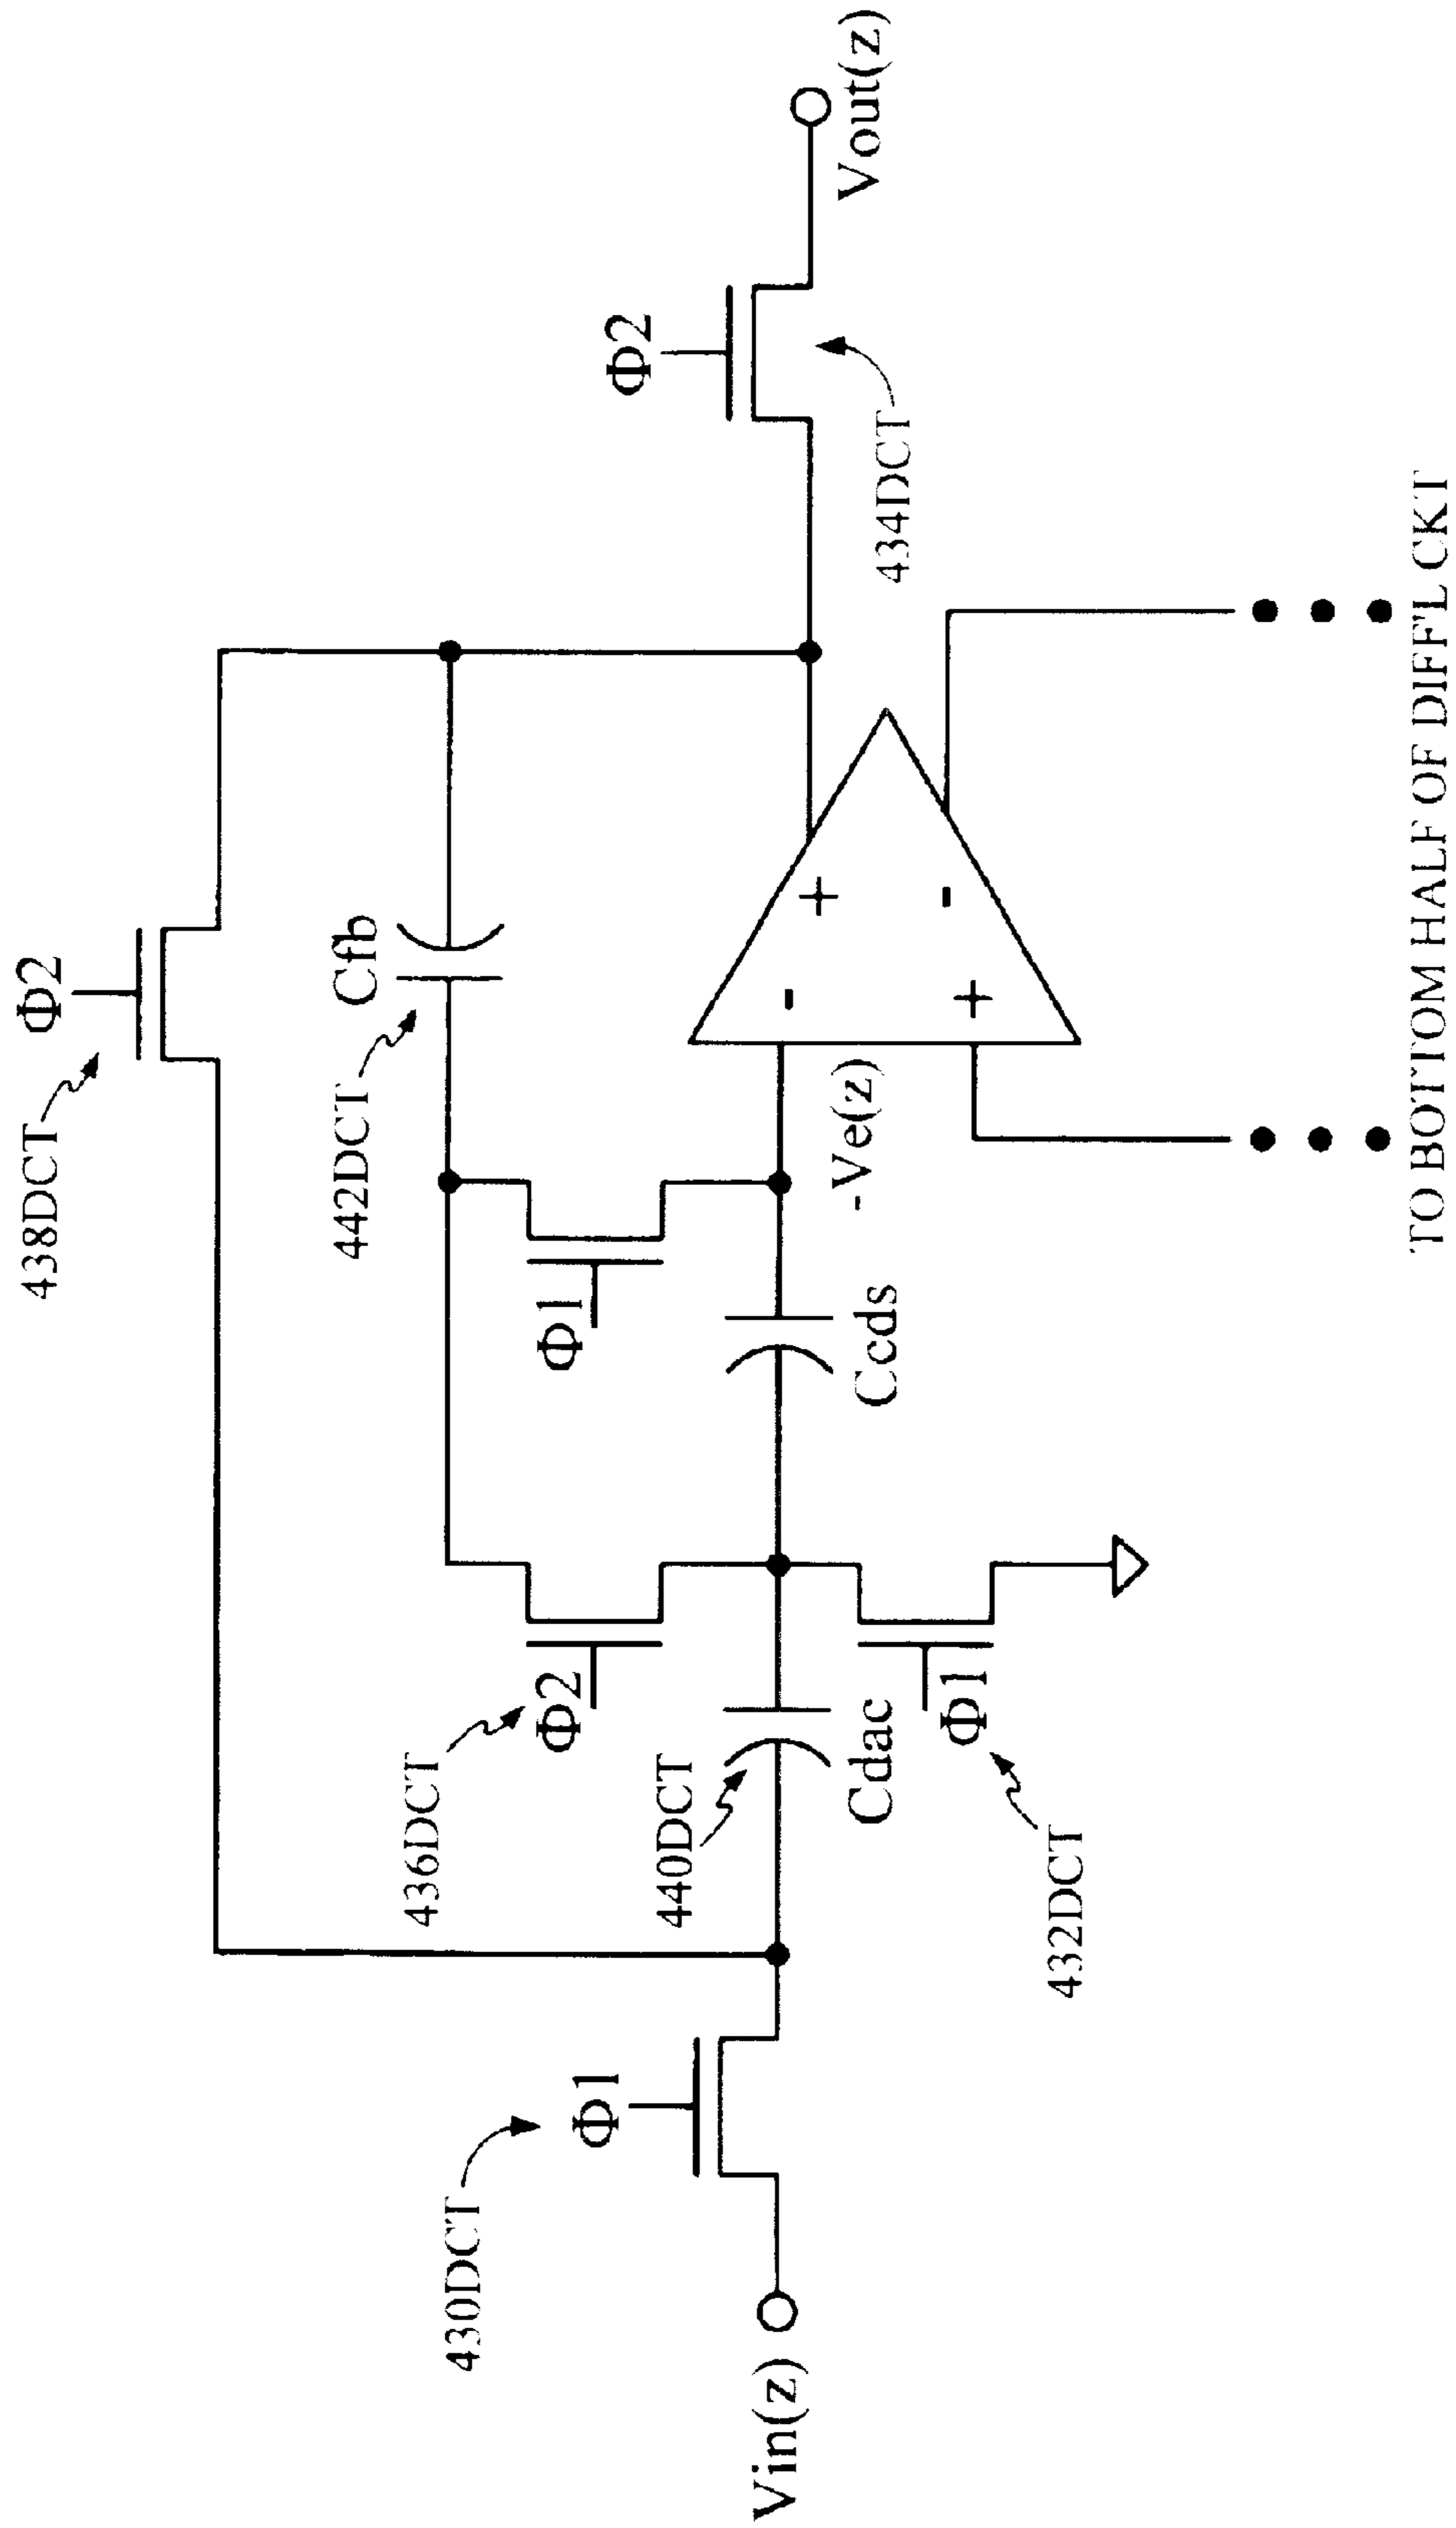 438DCT
Φ2
442DCT
Cfb
Φ2
436DCT
Φ2
Φ1
430DCT
Φ1
440DCT
Cdac
Ccds
-Ve(z)
-
+
+
-
434DCT
Vin(z)
Vout(z)
432DCT
Φ1
TO BOTTOM HALF OF DIFF'L CKT